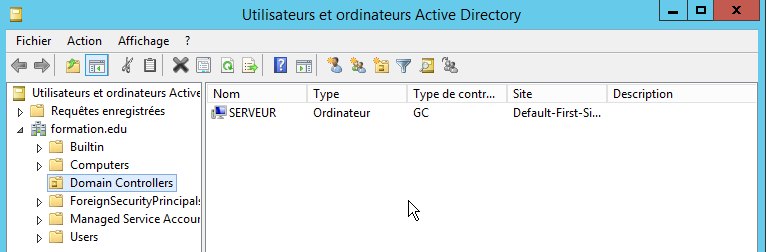 Utilisateurs et ordinateurs Active Directory
Fichier Action Affichage ?
Utilisateurs et ordinateurs Active
Requêtes enregistrées
formation.edu
Builtin
Computers
Domain Controllers
ForeignSecurityPrincipals
Managed Service Accour
Users
Nom Type Type de contr... Site Description
SERVEUR Ordinateur GC Default-First-Si...